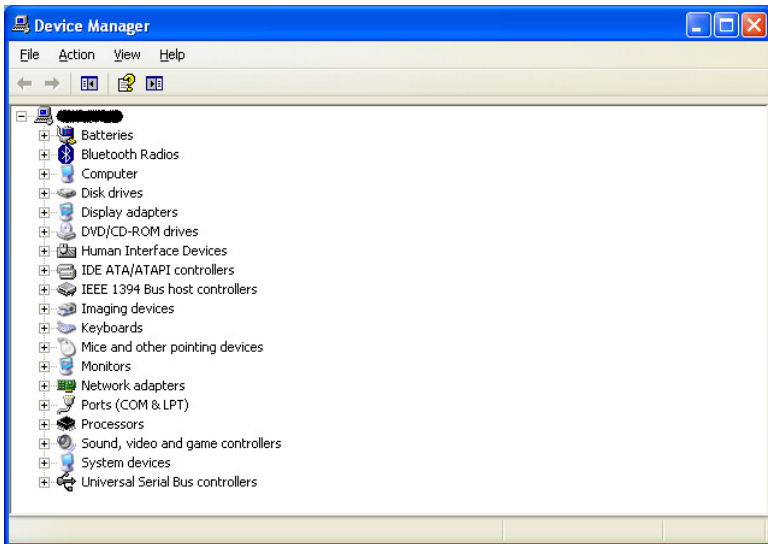 Device Manager
File Action View Help
Batteries
Bluetooth Radios
Computer
Disk drives
Display adapters
DVD/CD-ROM drives
Human Interface Devices
IDE ATA/ATAPI controllers
IEEE 1394 Bus host controllers
Imaging devices
Keyboards
Mice and other pointing devices
Monitors
Network adapters
Ports (COM & LPT)
Processors
Sound, video and game controllers
System devices
Universal Serial Bus controllers